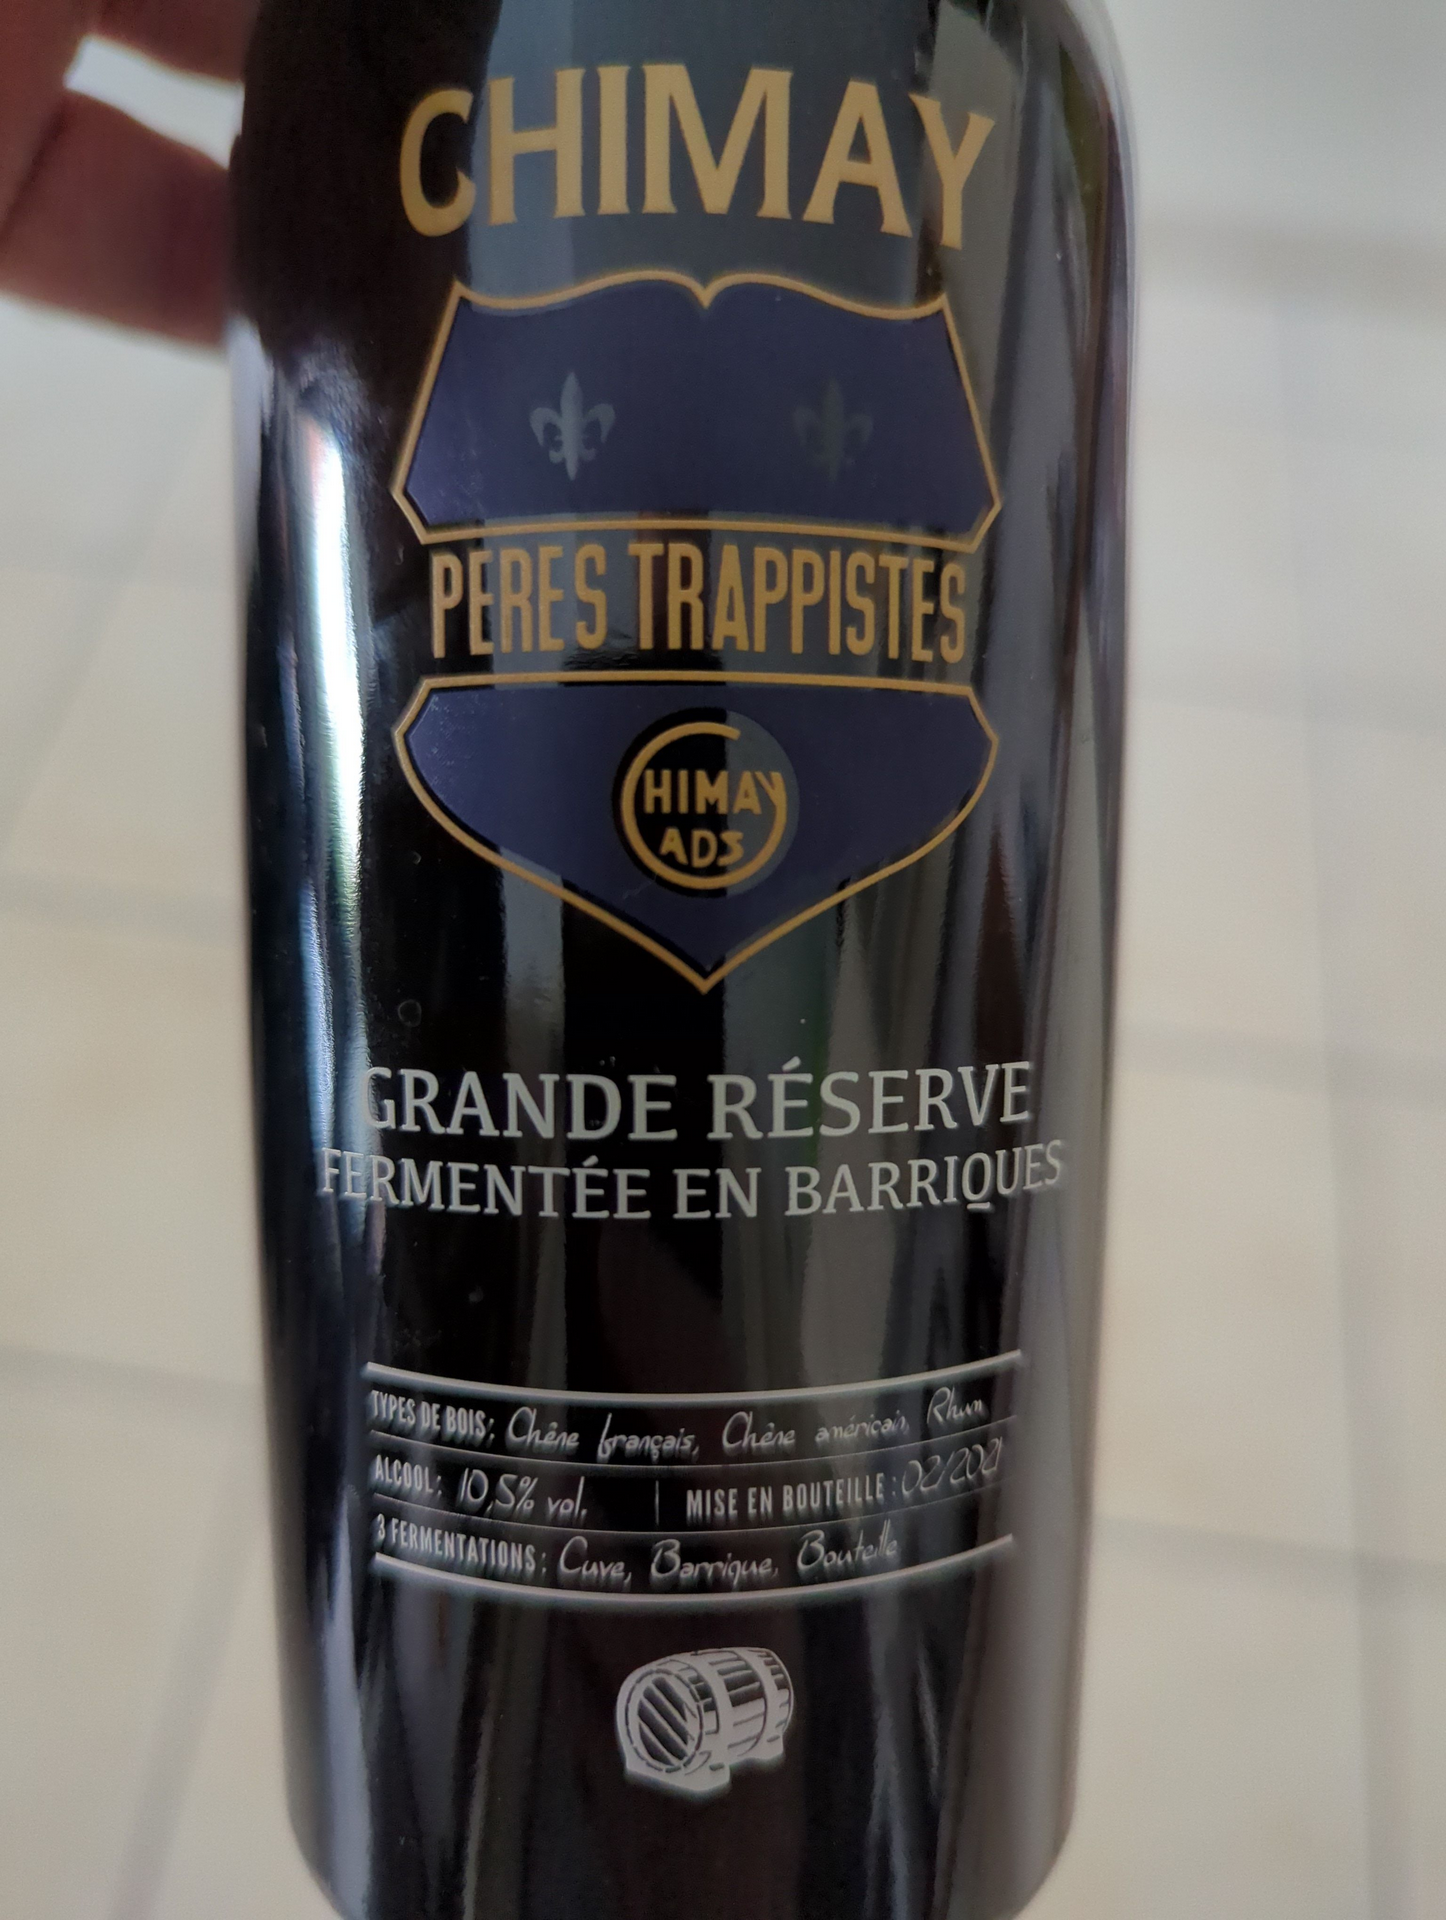 CHIMAY
PERES TRAPPISTES
CHIMAY
ADS
GRANDE RÉSERVE
FERMENTÉE EN BARRIQUES
TYPES DE BOIS: Chêne français, Chêne américain, Rhum
ALCOOL: 10,5% vol. | MISE EN BOUTEILLE: 02/2021
3 FERMENTATIONS: Cuve, Barrique, Bouteille